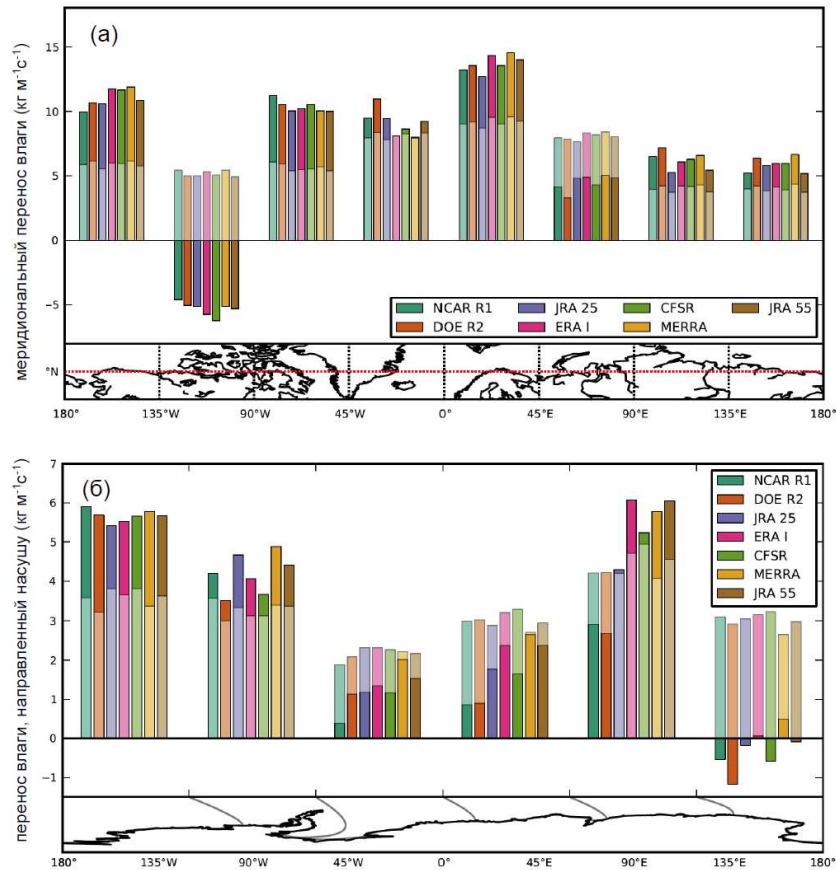 (а)
меридиональный перенос влаги (кг м⁻¹с⁻¹)
15
10
5
0
−5
NCAR R1
DOE R2
JRA 25
ERA I
CFSR
MERRA
JRA 55
°N
180° 135°W 90°W 45°W 0° 45°E 90°E 135°E 180°
(б)
перенос влаги, направленный насушу (кг м⁻¹с⁻¹)
7
6
5
4
3
2
1
0
−1
NCAR R1
DOE R2
JRA 25
ERA I
CFSR
MERRA
JRA 55
180° 135°W 90°W 45°W 0° 45°E 90°E 135°E 180°